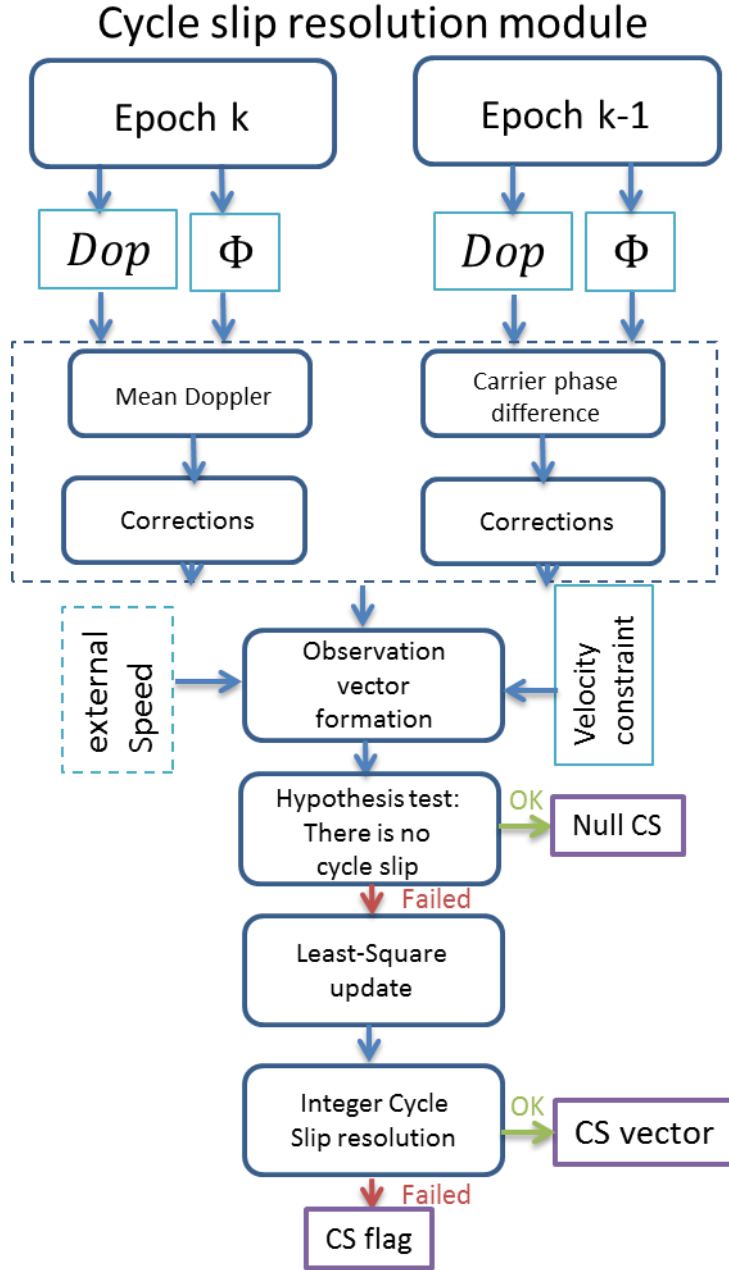 Cycle slip resolution module
Epoch k
Epoch k-1
Dop
Φ
Dop
Φ
Mean Doppler
Carrier phase
difference
Corrections
Corrections
external
Speed
Observation
vector
formation
Velocity
constraint
Hypothesis test:
There is no
cycle slip
OK
Null CS
Failed
Least-Square
update
Integer Cycle
Slip resolution
OK
CS vector
Failed
CS flag